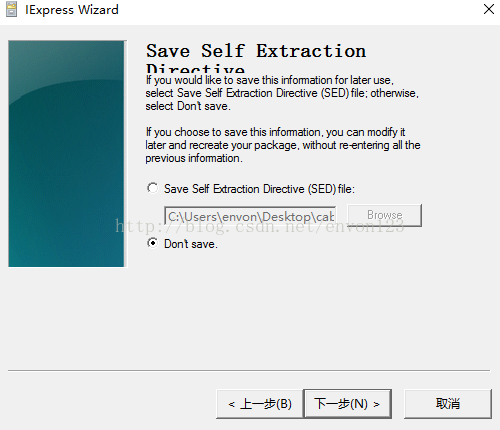 IExpress Wizard
Save Self Extraction
Directive
If you would like to save this information for later use,
select Save Self Extraction Directive (SED) file; otherwise,
select Don't save.
If you choose to save this information, you can modify it
later and recreate your package, without re-entering all the
previous information.
Save Self Extraction Directive (SED) file:
C:\Users\envon\Desktop\cab
Browse
http://blog.csdn.net/envon123
Don't save.
< 上一步(B)
下一步(N) >
取消